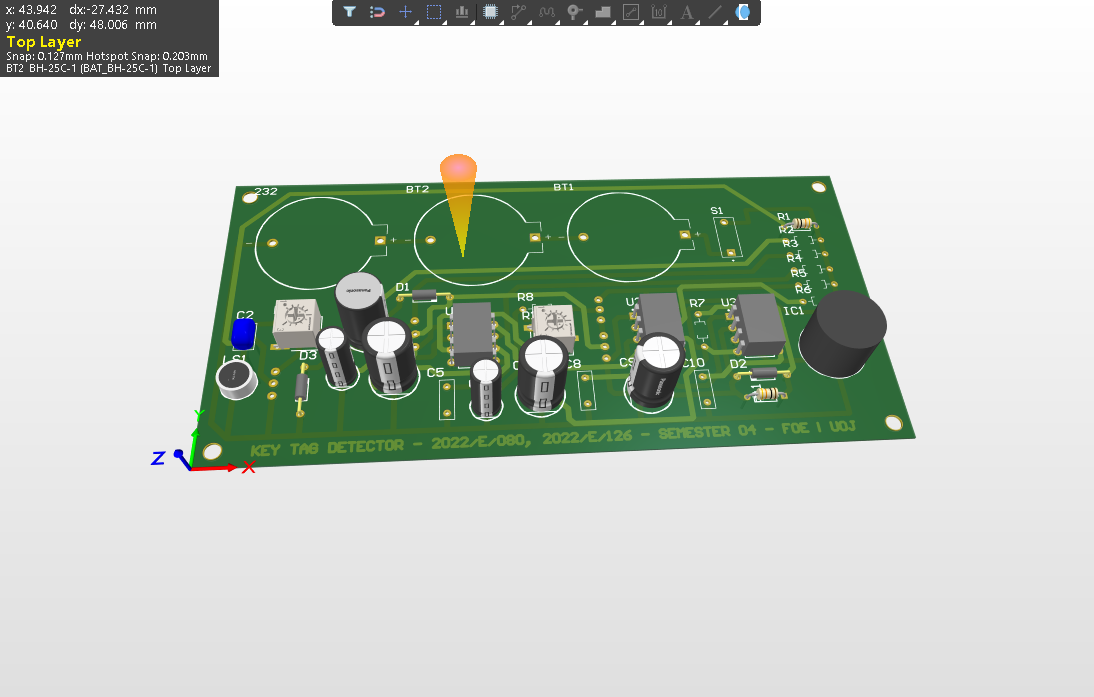 x: 43.942 dx:-27.432 mm
y: 40.640 dy: 48.006 mm
Top Layer
Snap: 0.127mm Hotspot Snap: 0.203mm
BT2 BH-25C-1 (BAT_BH-25C-1) Top Layer
232
BT2
BT1
S1
R1
R2
R3
R4
R5
R6
D1
R8
R7
U3
IC1
C2
Panasonic
LS1
D3
C5
C8
C10
D2
KEY TAG DETECTOR - 2022/E/080, 2022/E/126 - SEMESTER 04 - FOE | UOJ
X
Y
Z